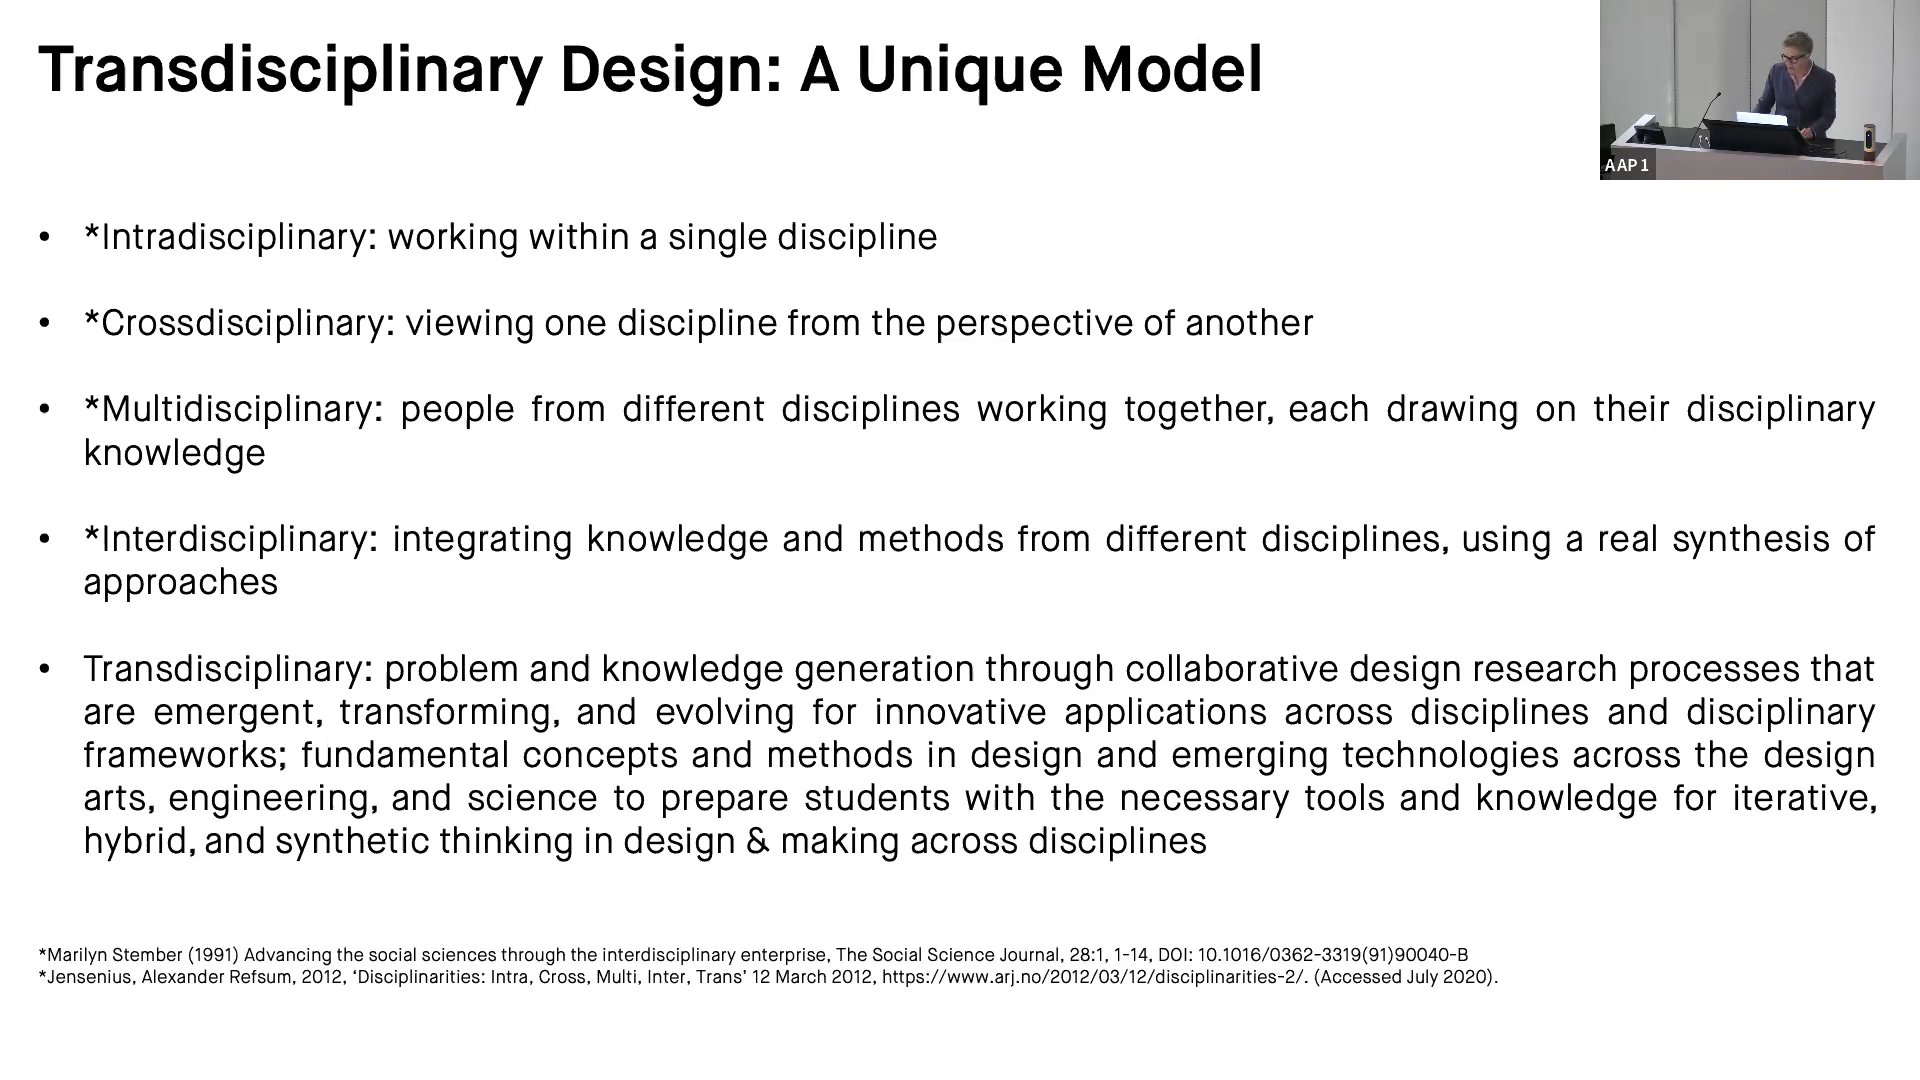 Transdisciplinary Design: A Unique Model
AAP 1
• *Intradisciplinary: working within a single discipline
• *Crossdisciplinary: viewing one discipline from the perspective of another
• *Multidisciplinary: people from different disciplines working together, each drawing on their disciplinary
knowledge
• *Interdisciplinary: integrating knowledge and methods from different disciplines, using a real synthesis of
approaches
• Transdisciplinary: problem and knowledge generation through collaborative design research processes that
are emergent, transforming, and evolving for innovative applications across disciplines and disciplinary
frameworks; fundamental concepts and methods in design and emerging technologies across the design
arts, engineering, and science to prepare students with the necessary tools and knowledge for iterative,
hybrid, and synthetic thinking in design & making across disciplines
*Marilyn Stember (1991) Advancing the social sciences through the interdisciplinary enterprise, The Social Science Journal, 28:1, 1-14, DOI: 10.1016/0362-3319(91)90040-B
*Jensenius, Alexander Refsum, 2012, ‘Disciplinarities: Intra, Cross, Multi, Inter, Trans’ 12 March 2012, https://www.arj.no/2012/03/12/disciplinarities-2/. (Accessed July 2020).